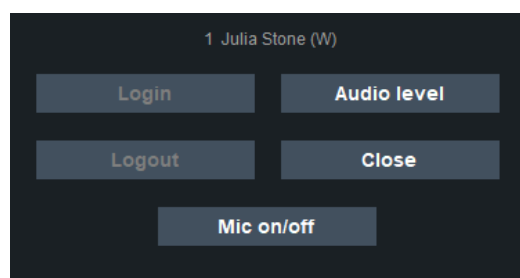 1 Julia Stone (W)
Login
Audio level
Logout
Close
Mic on/off